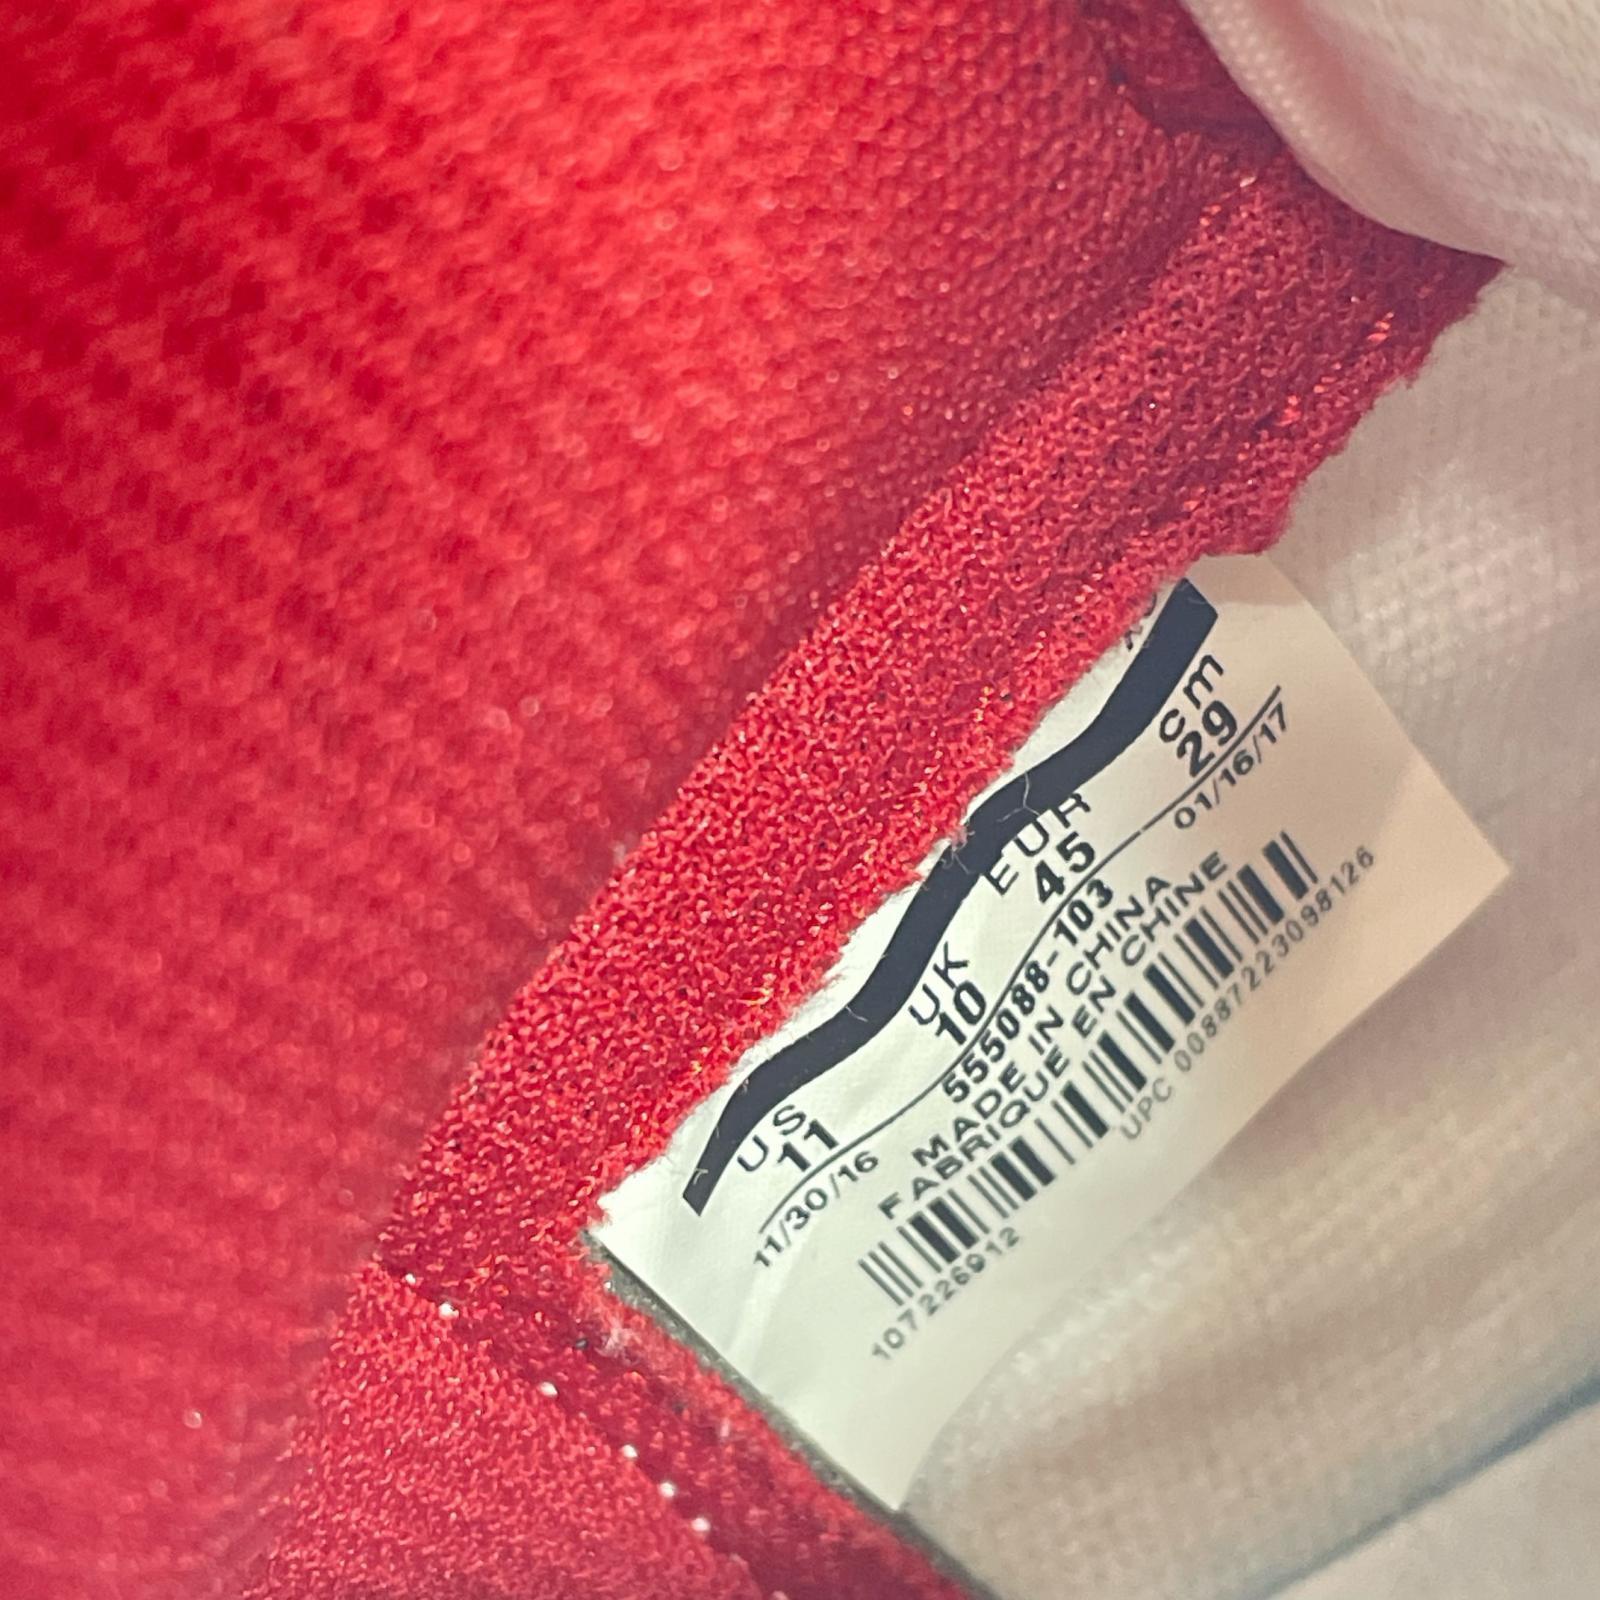 US UK EUR cm
11 10 45 29
11/30/16 555088-103 01/16/17
MADE IN CHINA
FABRIQUE EN CHINE
UPC 00887223098126
107226912